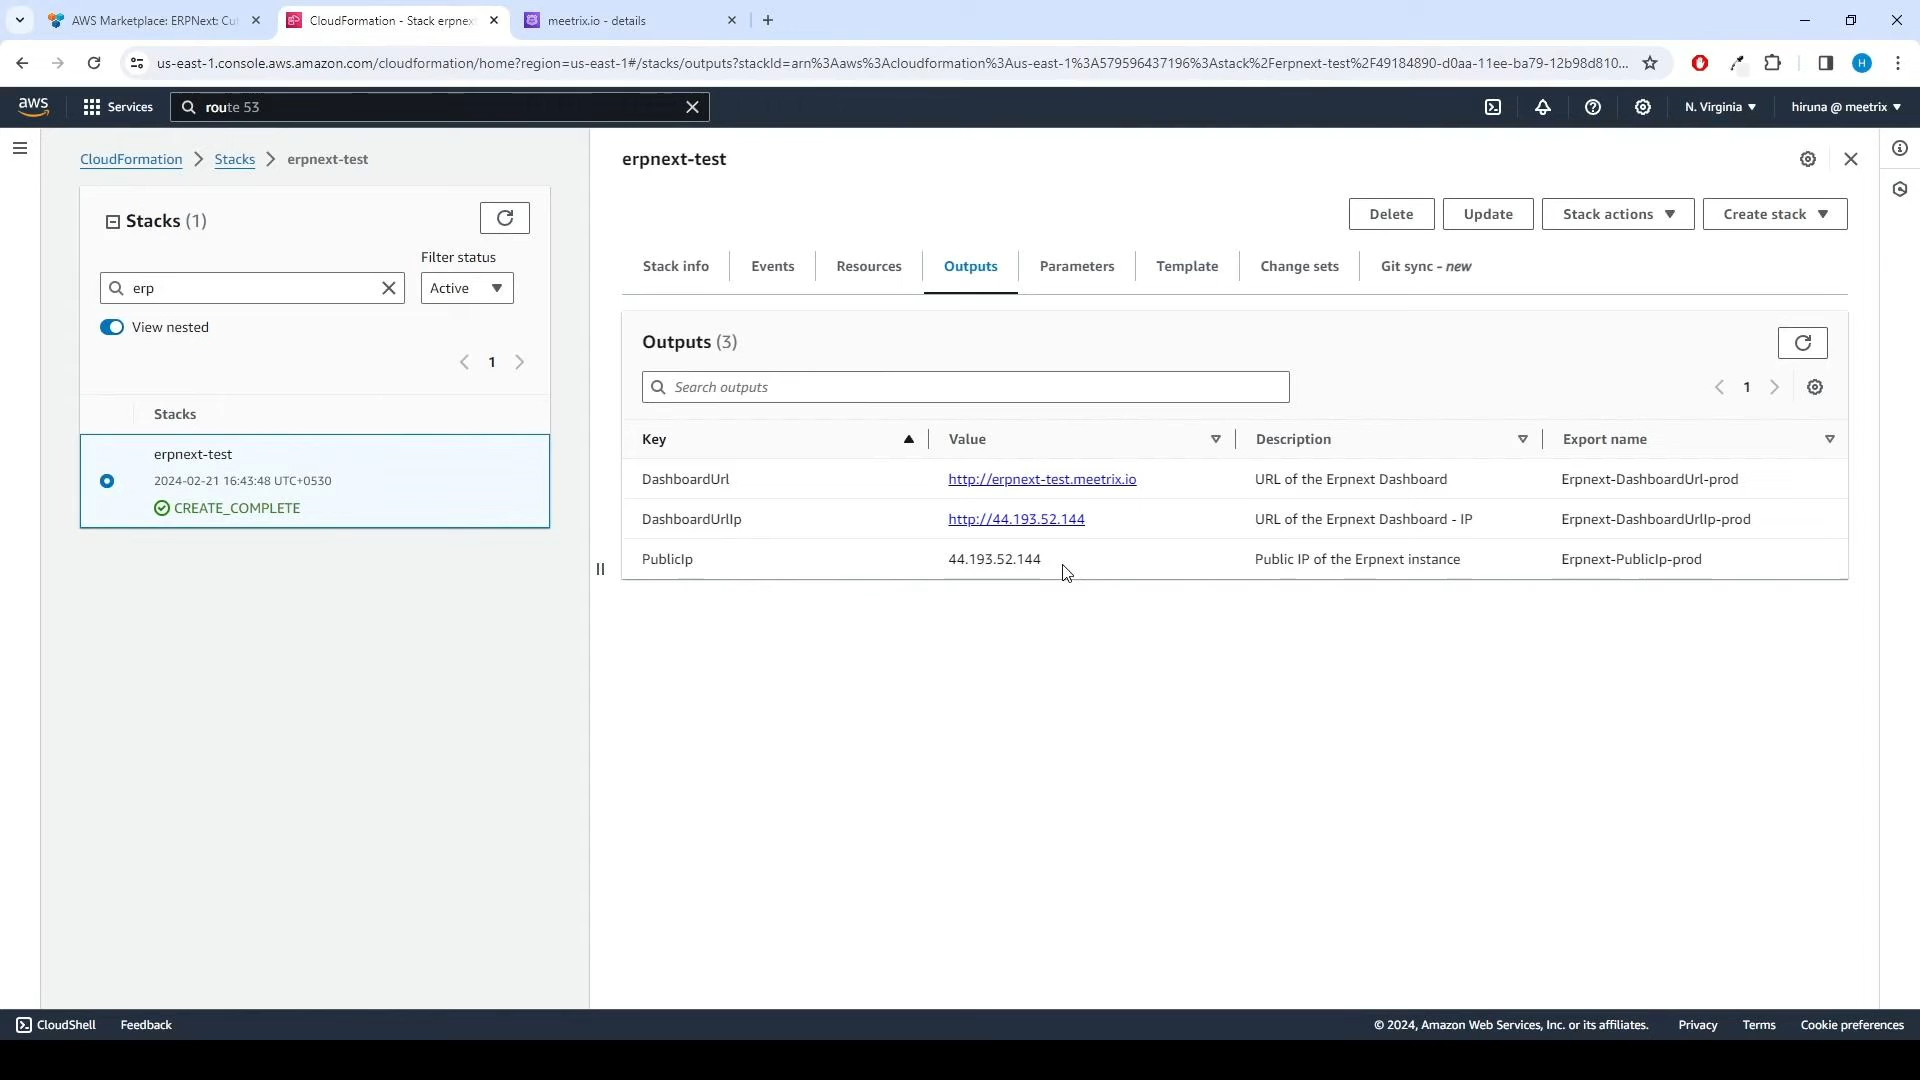 AWS Marketplace: ERPNext: Cu
CloudFormation - Stack erpne
meetrix.io - details
us-east-1.console.aws.amazon.com/cloudformation/home?region=us-east-1#/stacks/outputs?stackId=arn%3Aaws%3Acloudformation%3Aus-east-1%3A579596437196%3Astack%2Ferpnext-test%2F49184890-d0aa-11ee-ba79-12b98d810...
H
aws
Services
route 53
N. Virginia
hiruna @ meetrix
CloudFormation
Stacks
erpnext-test
Stacks (1)
Filter status
erp
Active
View nested
1
Stacks
erpnext-test
2024-02-21 16:43:48 UTC+0530
CREATE_COMPLETE
erpnext-test
Delete
Update
Stack actions
Create stack
Stack info
Events
Resources
Outputs
Parameters
Template
Change sets
Git sync - new
Outputs (3)
Search outputs
1
Key
Value
Description
Export name
DashboardUrl
http://erpnext-test.meetrix.io
URL of the Erpnext Dashboard
Erpnext-DashboardUrl-prod
DashboardUrlIp
http://44.193.52.144
URL of the Erpnext Dashboard - IP
Erpnext-DashboardUrlIp-prod
PublicIp
44.193.52.144
Public IP of the Erpnext instance
Erpnext-PublicIp-prod
CloudShell
Feedback
© 2024, Amazon Web Services, Inc. or its affiliates.
Privacy
Terms
Cookie preferences